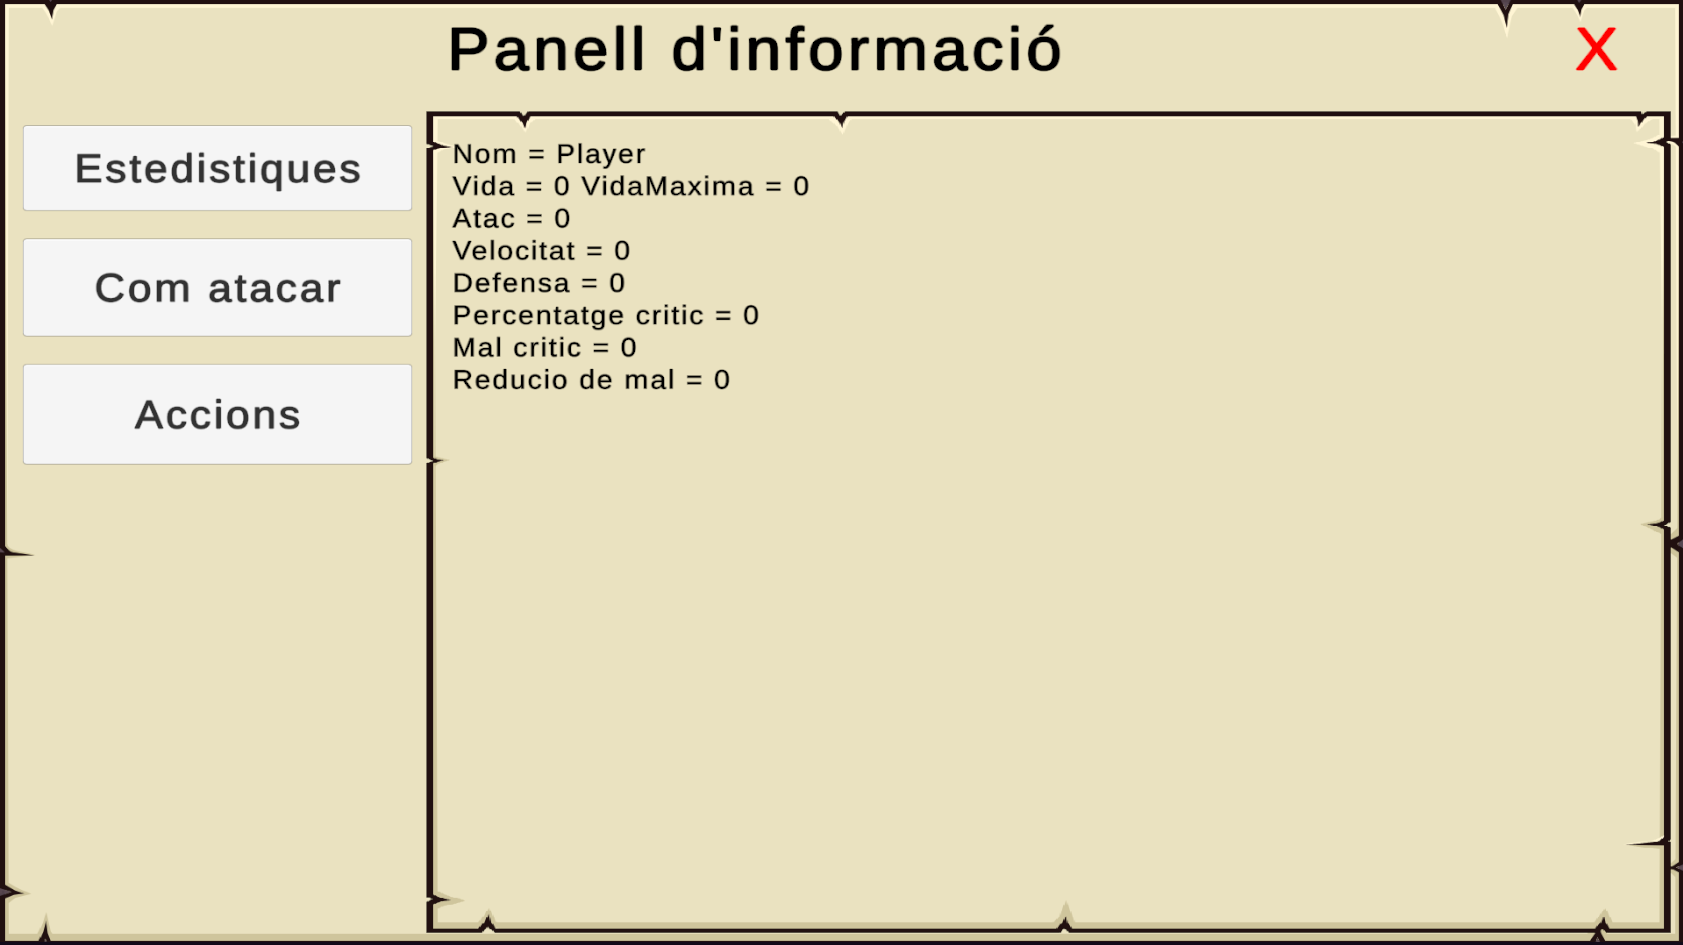 Panell d'informació
X
Estedistiques
Com atacar
Accions
Nom = Player
Vida = 0 VidaMaxima = 0
Atac = 0
Velocitat = 0
Defensa = 0
Percentatge critic = 0
Mal critic = 0
Reducio de mal = 0